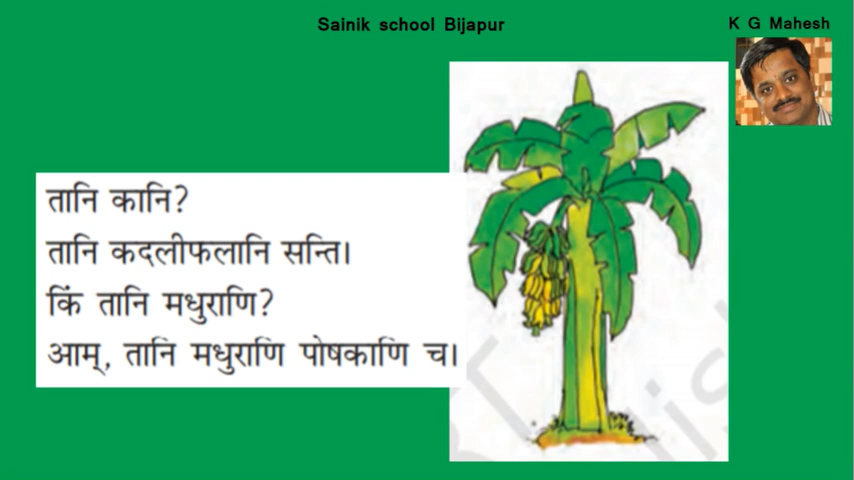 Sainik school Bijapur
K G Mahesh
तानि कानि?
तानि कदलीफलानि सन्ति।
किं तानि मधुराणि?
आम्, तानि मधुराणि पोषकाणि च।